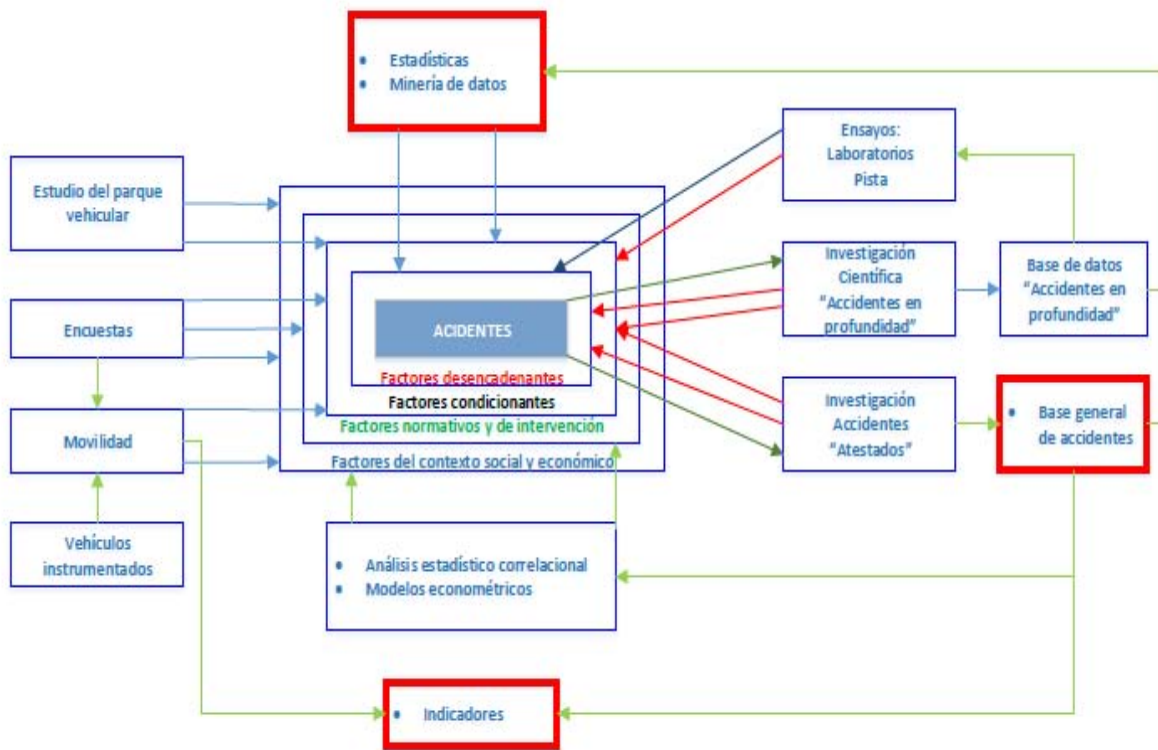 • Estadísticas
• Minería de datos
Ensayos:
Laboratorios
Pista
Estudio del parque
vehicular
Encuestas
Movilidad
Vehículos
instrumentados
ACIDENTES
Factores desencadenantes
Factores condicionantes
Factores normativos y de intervención
Factores del contexto social y económico
Investigación
Científica
“Accidentes en
profundidad”
Base de datos
“Accidentes en
profundidad”
Investigación
Accidentes
“Atestados”
• Base general
de accidentes
• Análisis estadístico correlacional
• Modelos econométricos
• Indicadores